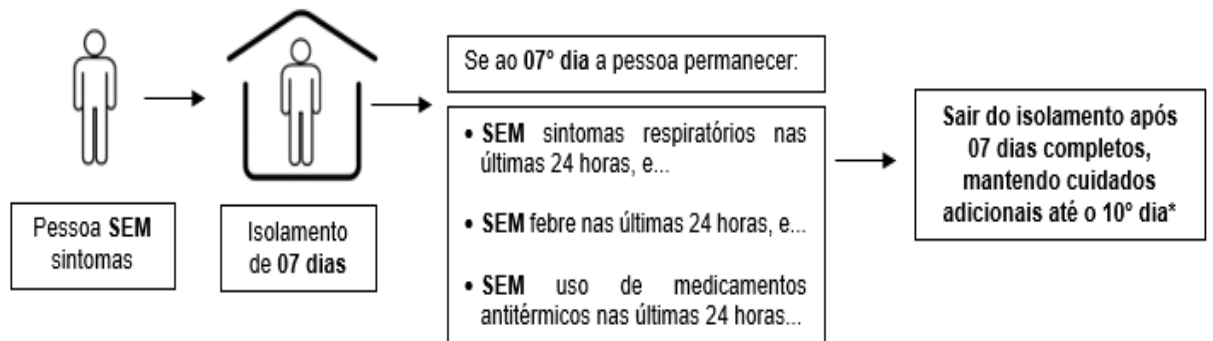 Pessoa SEM
sintomas
Isolamento
de 07 dias
Se ao 07º dia a pessoa permanecer:
• SEM sintomas respiratórios nas
últimas 24 horas, e...
• SEM febre nas últimas 24 horas, e...
• SEM uso de medicamentos
antitérmicos nas últimas 24 horas...
Sair do isolamento após
07 dias completos,
mantendo cuidados
adicionais até o 10º dia*